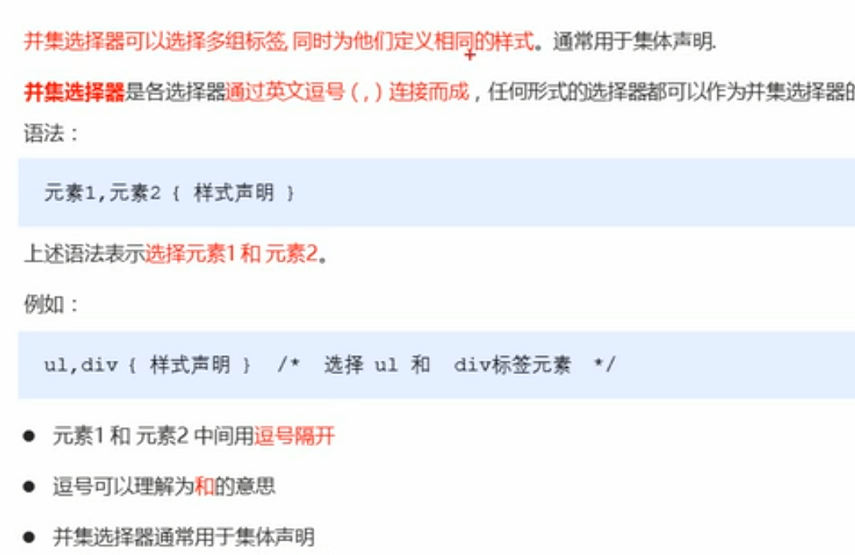 并集选择器可以选择多组标签, 同时为他们定义相同的样式。通常用于集体声明.
并集选择器是各选择器通过英文逗号（,）连接而成，任何形式的选择器都可以作为并集选择器的
语法：
元素1,元素2 { 样式声明 }
上述语法表示选择元素1 和 元素2。
例如：
ul,div { 样式声明 } /* 选择 ul 和 div标签元素 */
● 元素1 和 元素2 中间用逗号隔开
● 逗号可以理解为和的意思
● 并集选择器通常用于集体声明